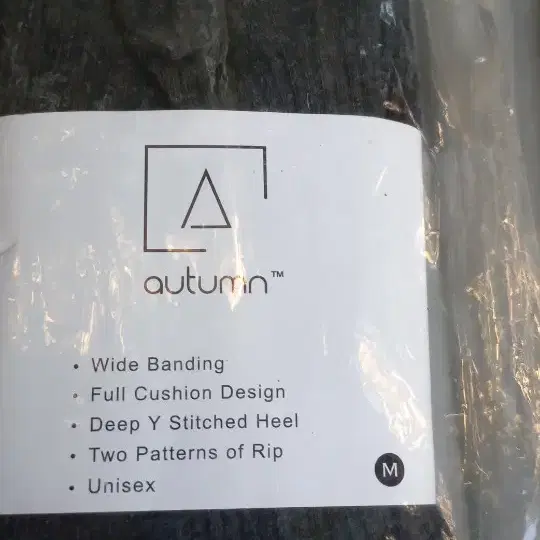 autumn™
• Wide Banding
• Full Cushion Design
• Deep Y Stitched Heel
• Two Patterns of Rip
• Unisex
M